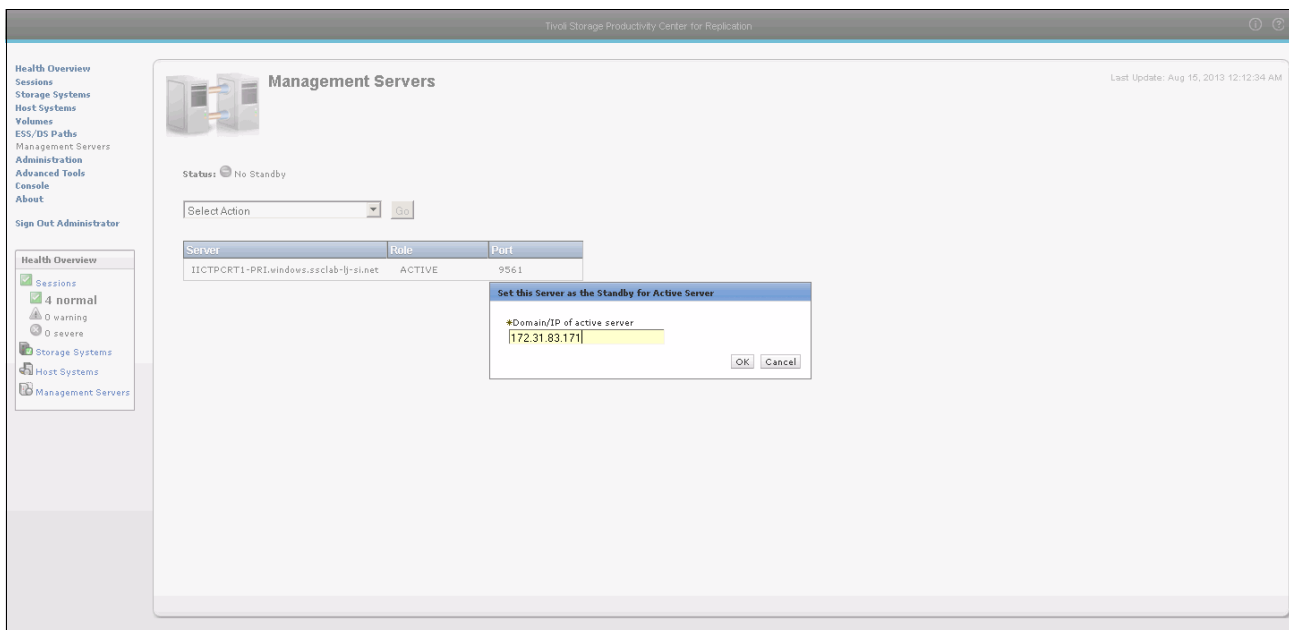 Tivoli Storage Productivity Center for Replication
Health Overview
Sessions
Storage Systems
Host Systems
Volumes
ESS/DS Paths
Management Servers
Administration
Advanced Tools
Console
About
Sign Out Administrator
Health Overview
Sessions
4 normal
0 warning
0 severe
Storage Systems
Host Systems
Management Servers
Management Servers
Last Update: Aug 15, 2013 12:12:34 AM
Status: No Standby
Select Action Go
Server Role Port
IICTPCRT1-PRI.windows.ssclab-lj-si.net ACTIVE 9561
Set this Server as the Standby for Active Server
*Domain/IP of active server
172.31.83.171
OK Cancel